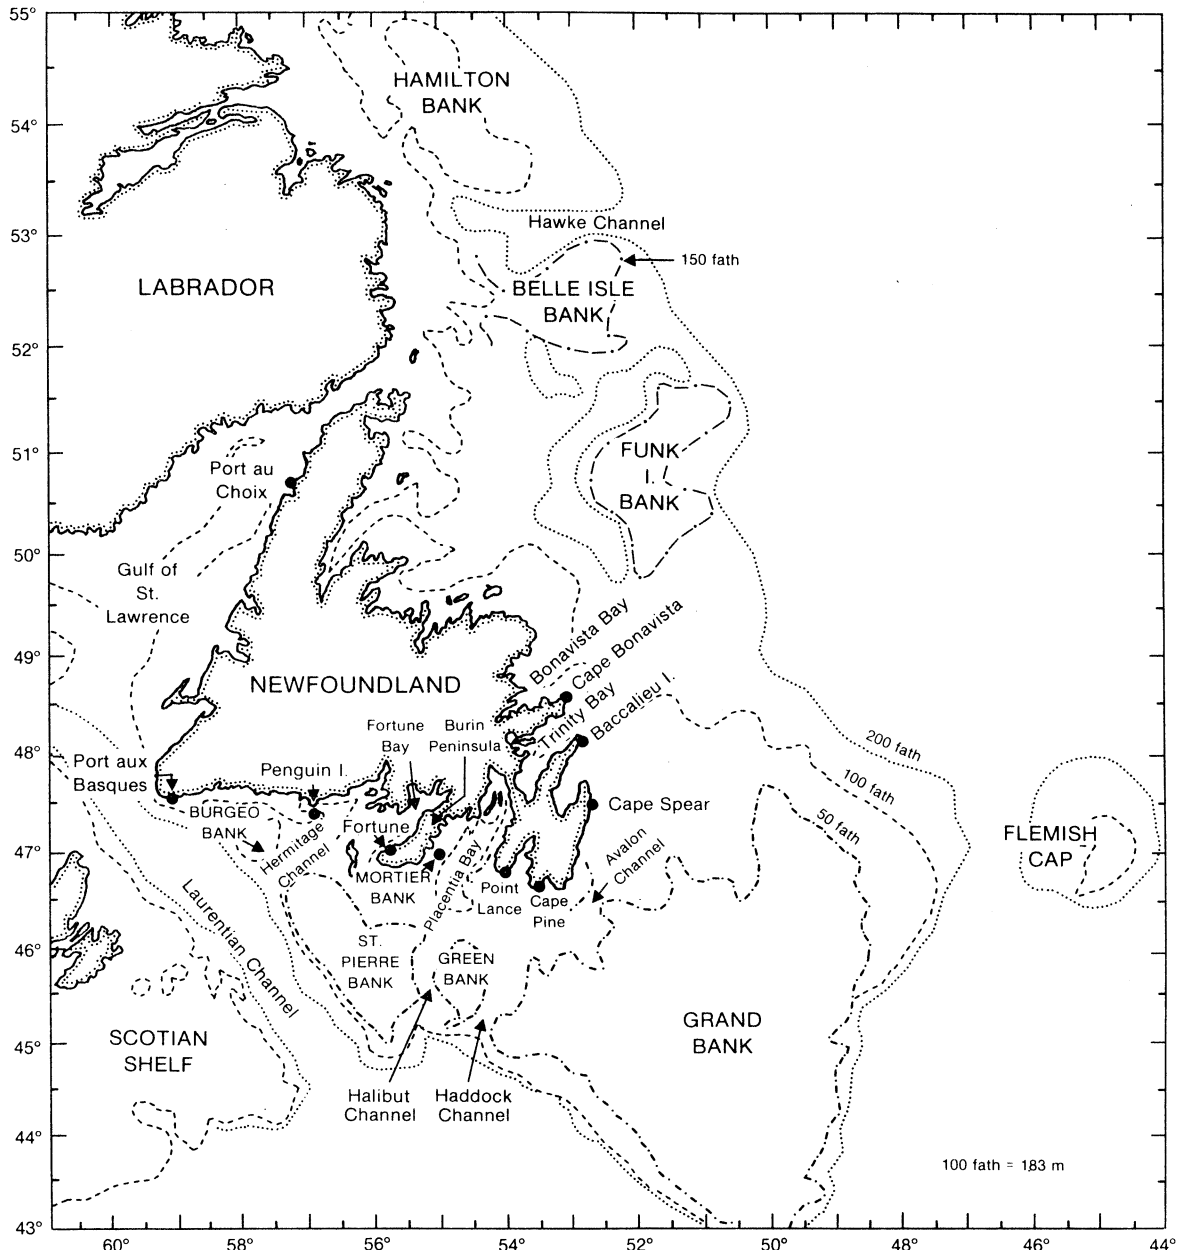 55°
54°
53°
52°
51°
50°
49°
48°
47°
46°
45°
44°
43°
HAMILTON
BANK
Hawke Channel
150 fath
LABRADOR
BELLE ISLE
BANK
FUNK
I.
BANK
Port au
Choix
Gulf of
St.
Lawrence
Bonavista Bay
Cape Bonavista
Trinity Bay
Baccalieu I.
NEWFOUNDLAND
Fortune
Bay
Burin
Peninsula
Port aux
Basques
Penguin I.
200 fath
100 fath
50 fath
BURGEO
BANK
Hermitage
Channel
Fortune
Cape Spear
FLEMISH
CAP
Avalon
Channel
MORTIER
BANK
Placentia Bay
Point
Lance
Cape
Pine
Laurentian Channel
ST.
PIERRE
BANK
GREEN
BANK
GRAND
BANK
SCOTIAN
SHELF
Halibut
Channel
Haddock
Channel
100 fath = 183 m
60°
58°
56°
54°
52°
50°
48°
46°
44°